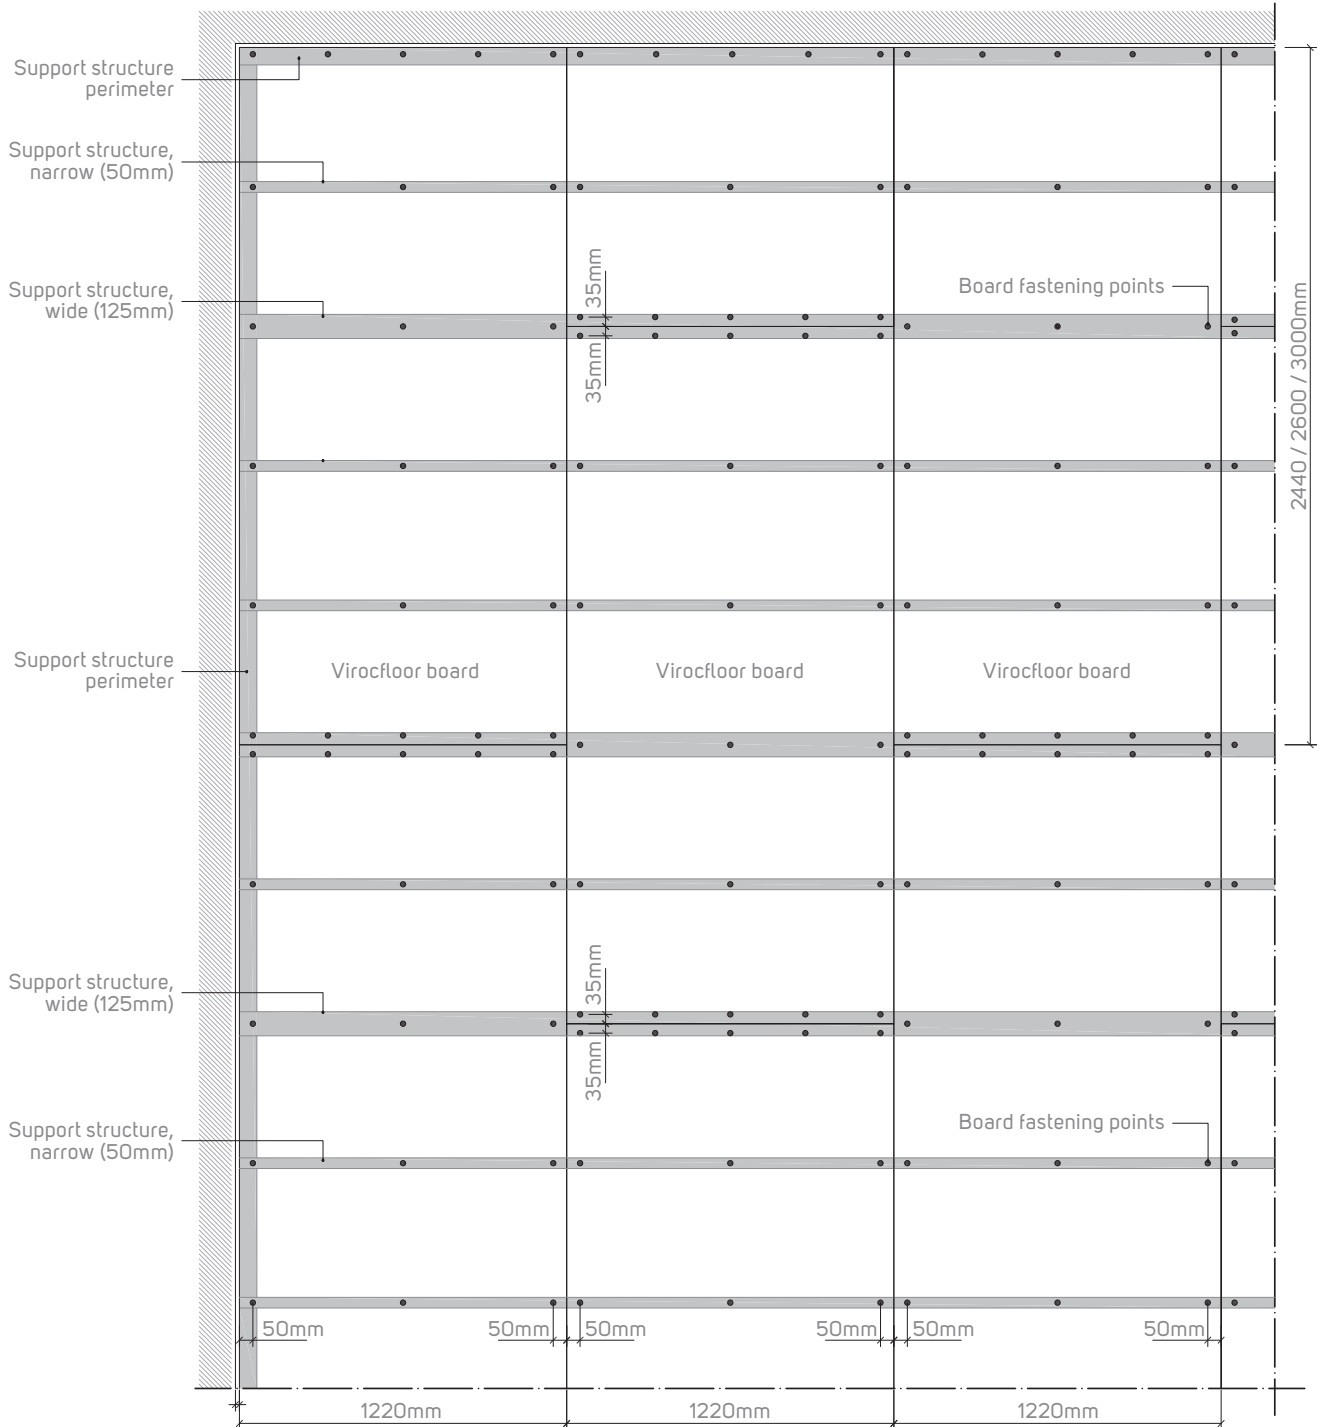 Support structure
perimeter
Support structure,
narrow (50mm)
Support structure,
wide (125mm)
35mm
35mm
Board fastening points
2440 / 2600 / 3000mm
Support structure
perimeter
Virocfloor board
Virocfloor board
Virocfloor board
Support structure,
wide (125mm)
35mm
35mm
Support structure,
narrow (50mm)
Board fastening points
50mm
50mm
50mm
50mm
50mm
50mm
1220mm
1220mm
1220mm